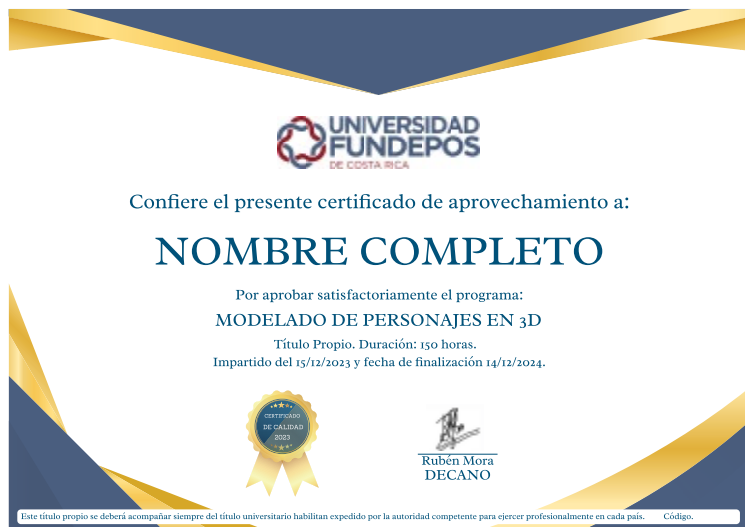 UNIVERSIDAD
FUNDEPOS
DE COSTA RICA
Confiere el presente certificado de aprovechamiento a:
NOMBRE COMPLETO
Por aprobar satisfactoriamente el programa:
MODELADO DE PERSONAJES EN 3D
Título Propio. Duración: 150 horas.
Impartido del 15/12/2023 y fecha de finalización 14/12/2024.
CERTIFICADO
DE CALIDAD
2023
Rubén Mora
DECANO
Este título propio se deberá acompañar siempre del título universitario habilitan expedido por la autoridad competente para ejercer profesionalmente en cada país. Código.